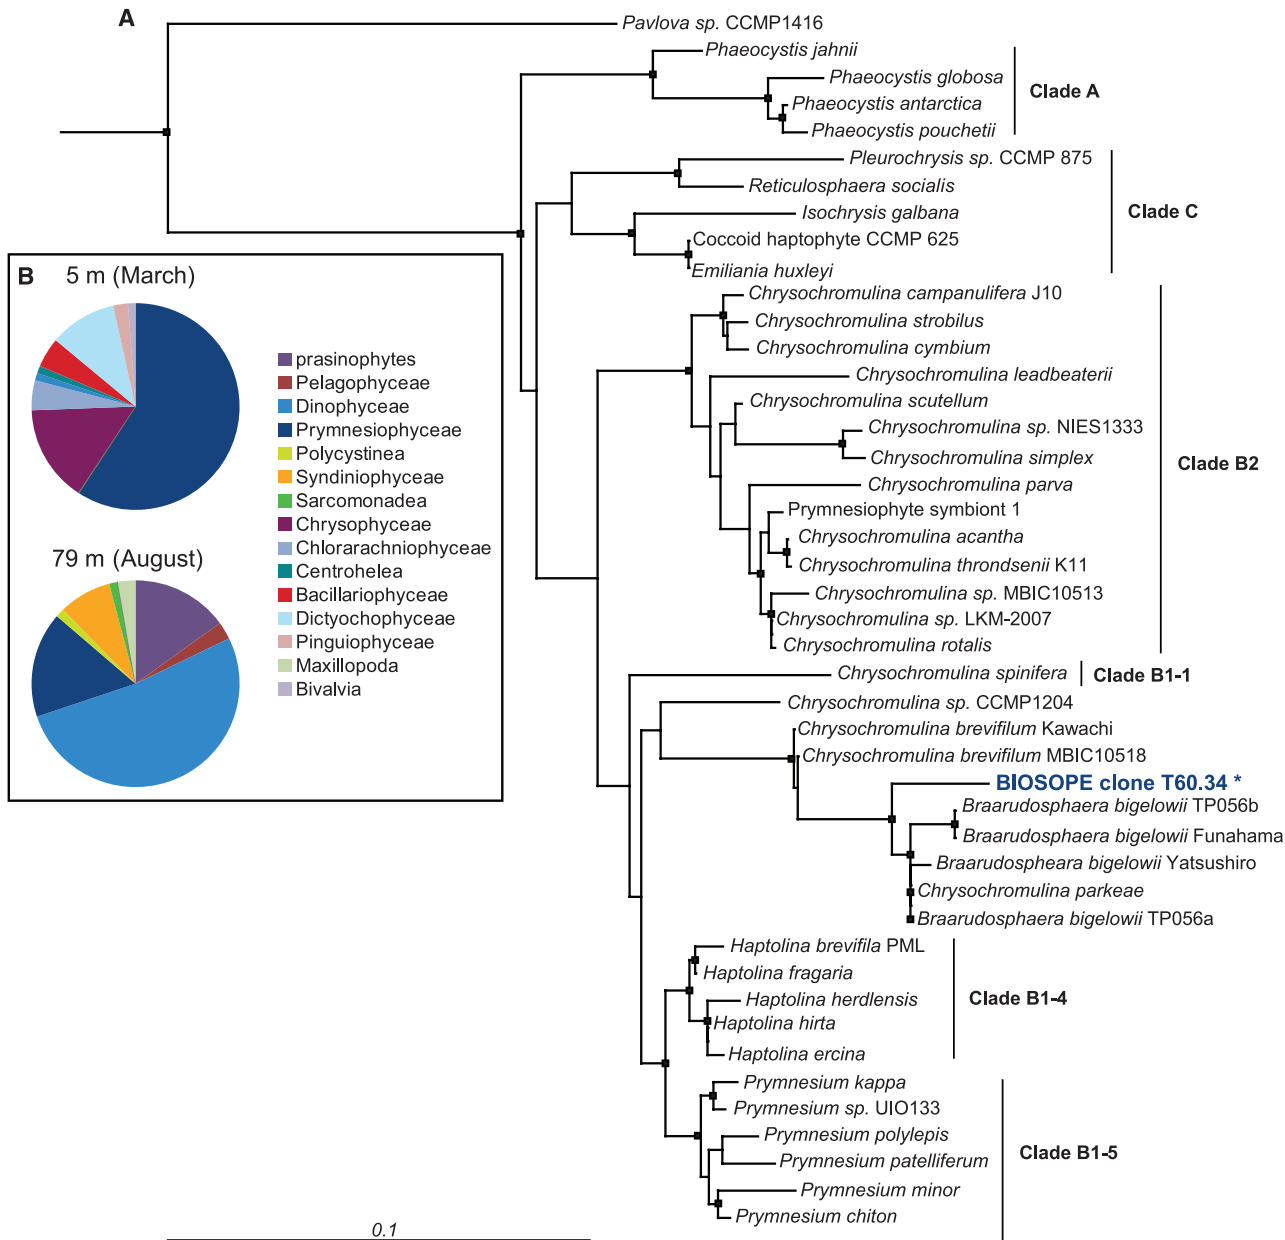 A
Pavlova sp. CCMP1416
Phaeocystis jahnii
Phaeocystis globosa
Phaeocystis antarctica
Phaeocystis pouchetii
Clade A
Pleurochrysis sp. CCMP 875
Reticulosphaera socialis
Isochrysis galbana
Coccoid haptophyte CCMP 625
Emiliania huxleyi
Clade C
Chrysochromulina campanulifera J10
Chrysochromulina strobilus
Chrysochromulina cymbium
Chrysochromulina leadbeaterii
Chrysochromulina scutellum
Chrysochromulina sp. NIES1333
Chrysochromulina simplex
Chrysochromulina parva
Prymnesiophyte symbiont 1
Chrysochromulina acantha
Chrysochromulina throndsenii K11
Chrysochromulina sp. MBIC10513
Chrysochromulina sp. LKM-2007
Chrysochromulina rotalis
Clade B2
Chrysochromulina spinifera
Clade B1-1
Chrysochromulina sp. CCMP1204
Chrysochromulina brevifilum Kawachi
Chrysochromulina brevifilum MBIC10518
BIOSOPE clone T60.34 *
Braarudosphaera bigelowii TP056b
Braarudosphaera bigelowii Funahama
Braarudospheara bigelowii Yatsushiro
Chrysochromulina parkeae
Braarudosphaera bigelowii TP056a
Haptolina brevifila PML
Haptolina fragaria
Haptolina herdlensis
Haptolina hirta
Haptolina ercina
Clade B1-4
Prymnesium kappa
Prymnesium sp. UIO133
Prymnesium polylepis
Prymnesium patelliferum
Prymnesium minor
Prymnesium chiton
Clade B1-5
0.1
B
5 m (March)
79 m (August)
prasinophytes
Pelagophyceae
Dinophyceae
Prymnesiophyceae
Polycystinea
Syndiniophyceae
Sarcomonadea
Chrysophyceae
Chlorarachniophyceae
Centrohelea
Bacillariophyceae
Dictyochophyceae
Pinguiophyceae
Maxillopoda
Bivalvia